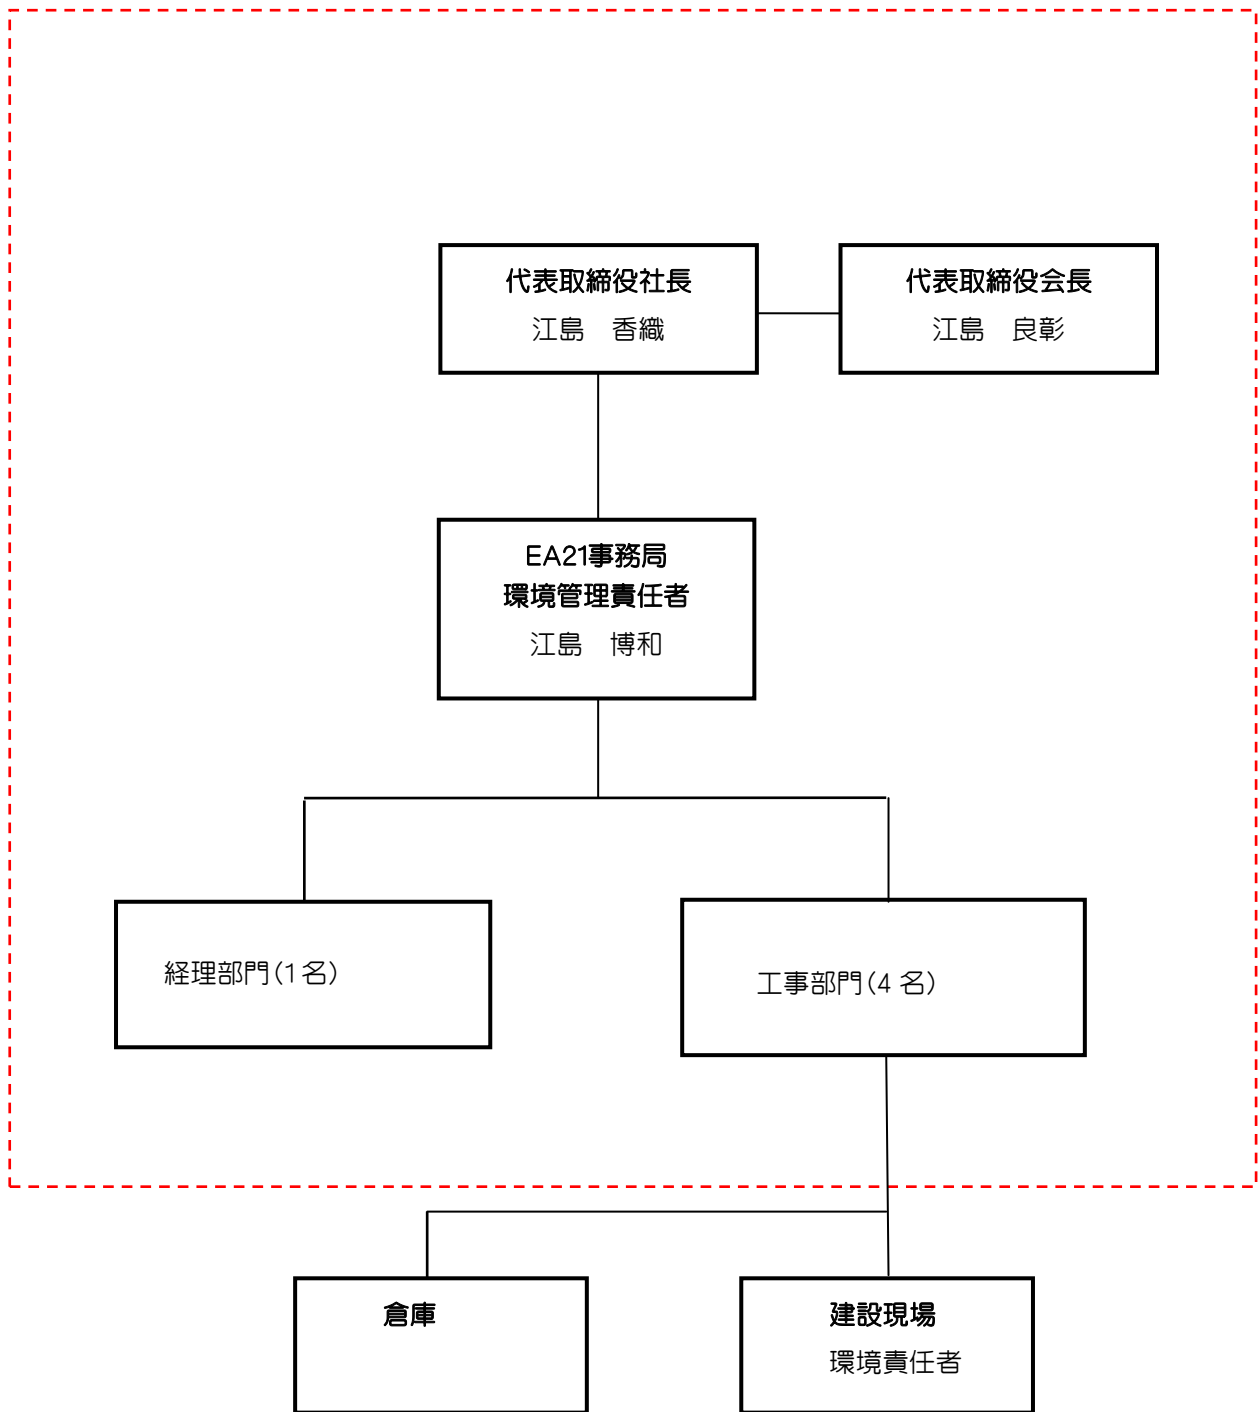 代表取締役社長
江島　香織
代表取締役会長
江島　良彰
EA21事務局
環境管理責任者
江島　博和
経理部門(1名)
工事部門(4名)
倉庫
建設現場
環境責任者